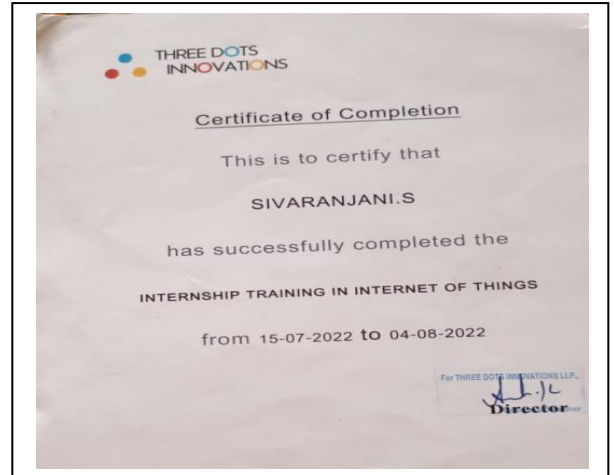 THREE DOTS
INNOVATIONS
Certificate of Completion
This is to certify that
SIVARANJANI.S
has successfully completed the
INTERNSHIP TRAINING IN INTERNET OF THINGS
from 15-07-2022 to 04-08-2022
For THREE DOTS INNOVATIONS LLP.,
Director